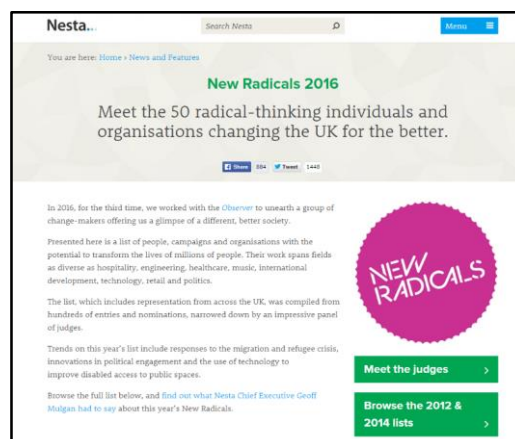 Nesta...
Search Nesta
Menu
You are here: Home › News and Features
New Radicals 2016
Meet the 50 radical-thinking individuals and
organisations changing the UK for the better.
Share 804 Tweet 1440
In 2016, for the third time, we worked with the Observer to unearth a group of
change-makers offering us a glimpse of a different, better society.
Presented here is a list of people, campaigns and organisations with the
potential to transform the lives of millions of people. Their work spans fields
as diverse as hospitality, engineering, healthcare, music, international
development, technology, retail and politics.
The list, which includes representation from across the UK, was compiled from
hundreds of entries and nominations, narrowed down by an impressive panel
of judges.
Trends on this year's list include responses to the migration and refugee crisis,
innovations in political engagement and the use of technology to
improve disabled access to public spaces.
Browse the full list below, and find out what Nesta Chief Executive Geoff
Mulgan had to say about this year's New Radicals.
NEW
RADICALS
Meet the judges
Browse the 2012 &
2014 lists